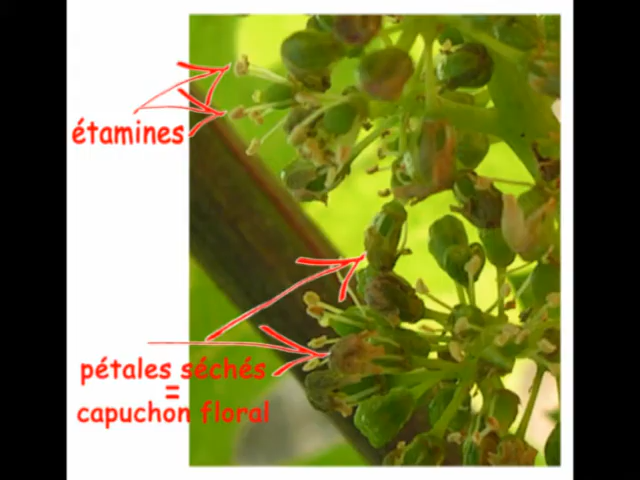 étamines
pétales séchés
=
capuchon floral